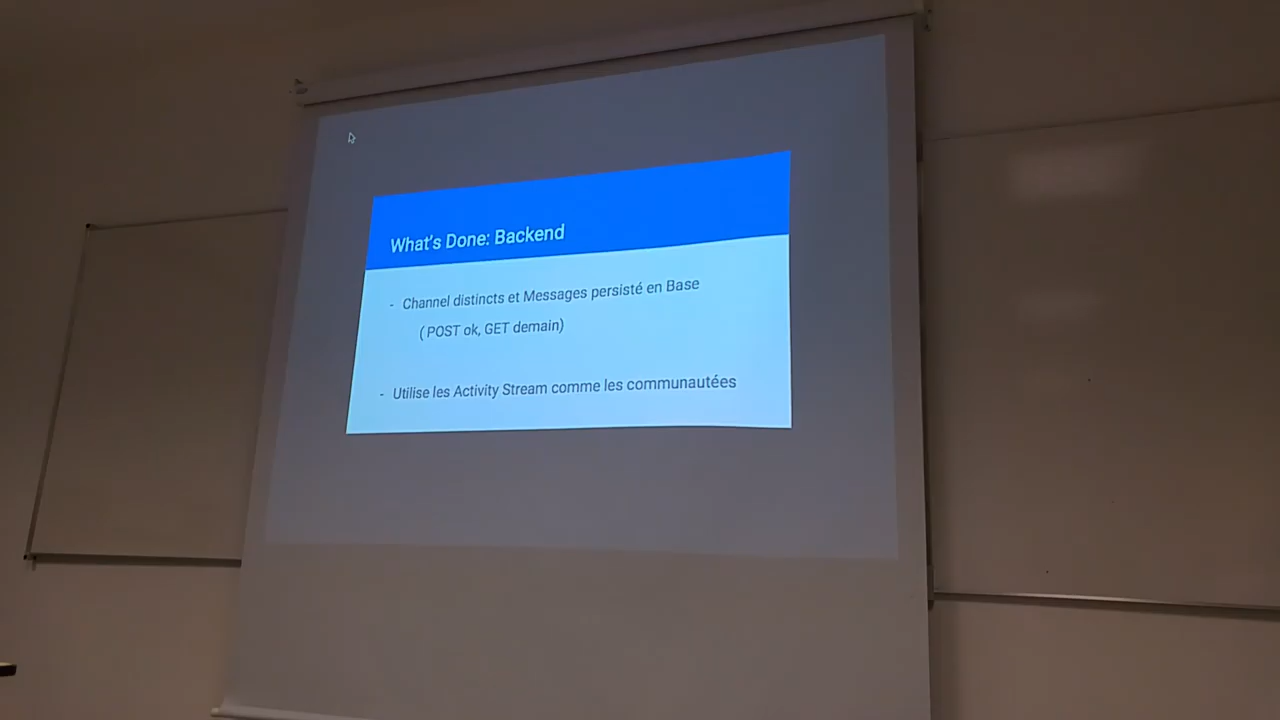 What's Done: Backend
- Channel distincts et Messages persisté en Base
( POST ok, GET demain)
- Utilise les Activity Stream comme les communautées